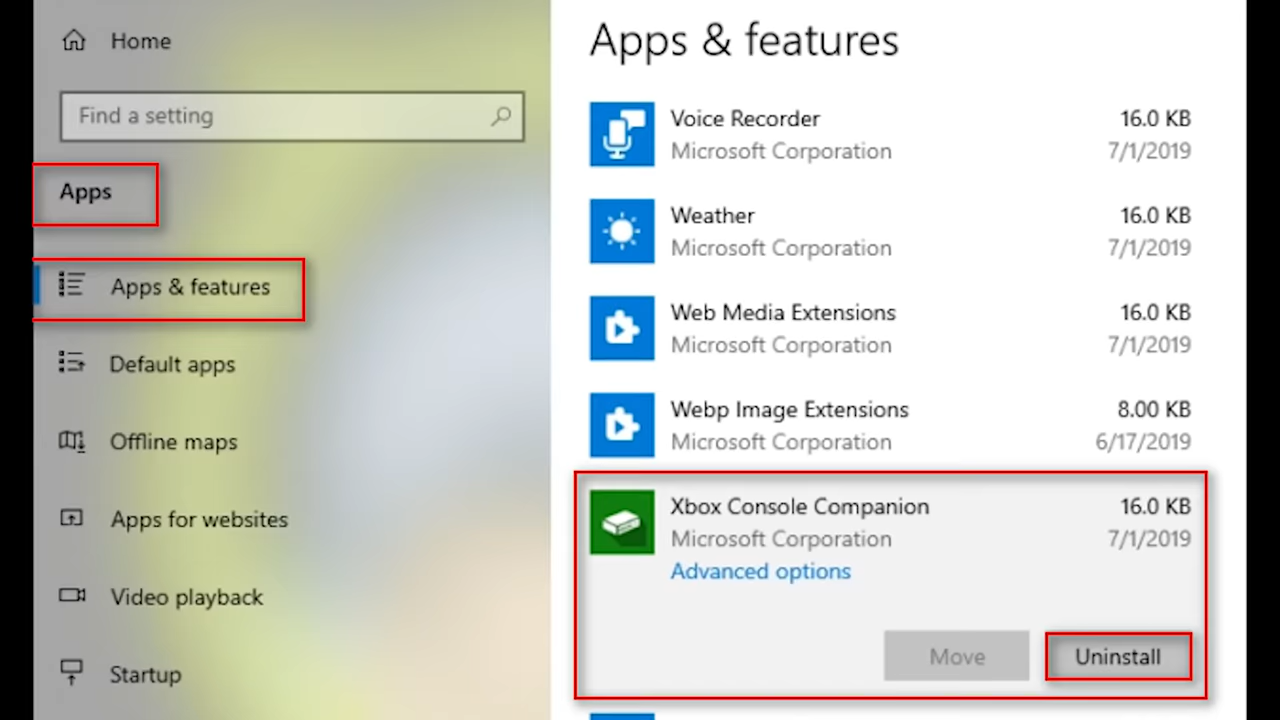 Home
Find a setting
Apps
Apps & features
Default apps
Offline maps
Apps for websites
Video playback
Startup
Apps & features
Voice Recorder 16.0 KB
Microsoft Corporation 7/1/2019
Weather 16.0 KB
Microsoft Corporation 7/1/2019
Web Media Extensions 16.0 KB
Microsoft Corporation 7/1/2019
Webp Image Extensions 8.00 KB
Microsoft Corporation 6/17/2019
Xbox Console Companion 16.0 KB
Microsoft Corporation 7/1/2019
Advanced options
Move Uninstall